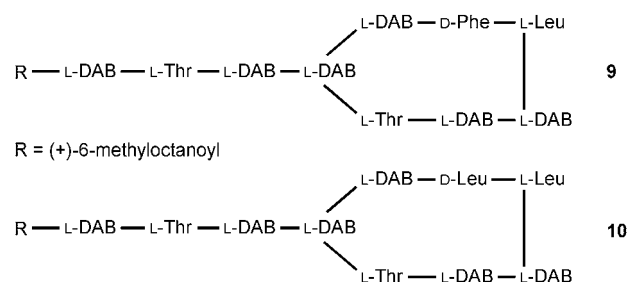 L-DAB — D-Phe — L-Leu
R — L-DAB — L-Thr — L-DAB — L-DAB 9
L-Thr — L-DAB — L-DAB
R = (+)-6-methyloctanoyl
L-DAB — D-Leu — L-Leu
R — L-DAB — L-Thr — L-DAB — L-DAB 10
L-Thr — L-DAB — L-DAB